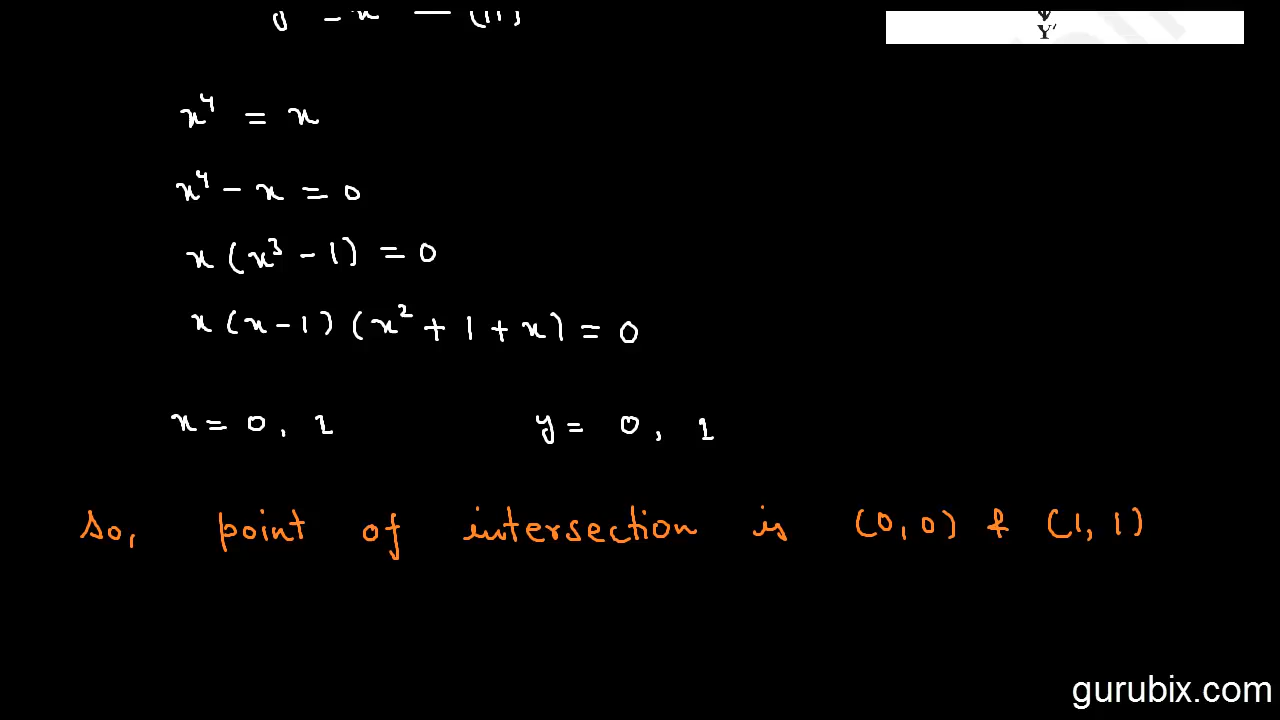 Y′
x⁴ = x
x⁴ - x = 0
x (x³ - 1) = 0
x (x-1) (x² + 1 + x) = 0
x = 0, 1 y = 0, 1
So, point of intersection is (0,0) & (1,1)
gurubix.com